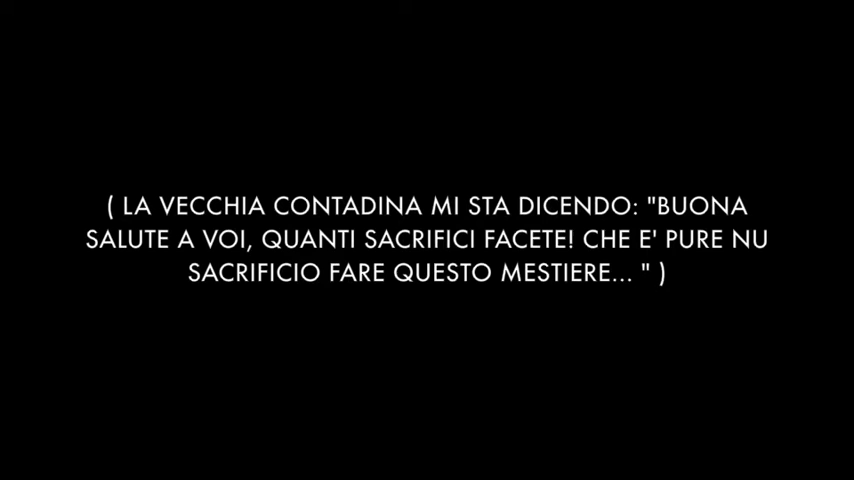 ( LA VECCHIA CONTADINA MI STA DICENDO: "BUONA
SALUTE A VOI, QUANTI SACRIFICI FACETE! CHE E' PURE NU
SACRIFICIO FARE QUESTO MESTIERE... " )